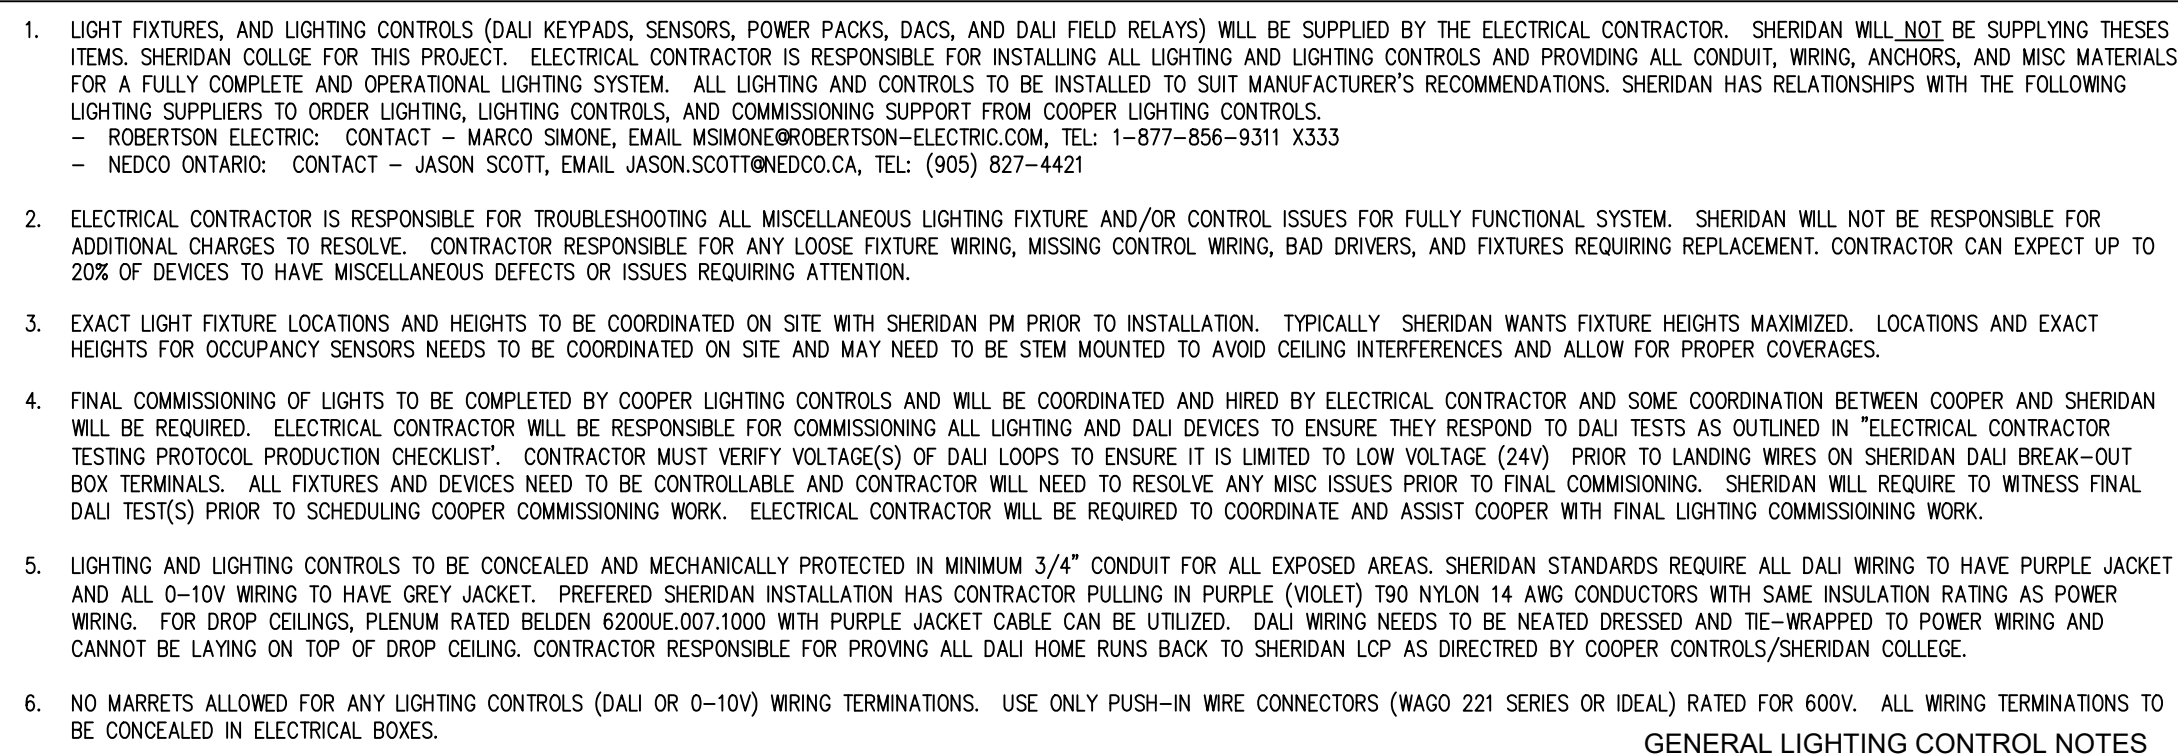 1. LIGHT FIXTURES, AND LIGHTING CONTROLS (DALI KEYPADS, SENSORS, POWER PACKS, DACS, AND DALI FIELD RELAYS) WILL BE SUPPLIED BY THE ELECTRICAL CONTRACTOR. SHERIDAN WILL NOT BE SUPPLYING THESES
ITEMS. SHERIDAN COLLGE FOR THIS PROJECT. ELECTRICAL CONTRACTOR IS RESPONSIBLE FOR INSTALLING ALL LIGHTING AND LIGHTING CONTROLS AND PROVIDING ALL CONDUIT, WIRING, ANCHORS, AND MISC MATERIALS
FOR A FULLY COMPLETE AND OPERATIONAL LIGHTING SYSTEM. ALL LIGHTING AND CONTROLS TO BE INSTALLED TO SUIT MANUFACTURER'S RECOMMENDATIONS. SHERIDAN HAS RELATIONSHIPS WITH THE FOLLOWING
LIGHTING SUPPLIERS TO ORDER LIGHTING, LIGHTING CONTROLS, AND COMMISSIONING SUPPORT FROM COOPER LIGHTING CONTROLS.
– ROBERTSON ELECTRIC: CONTACT – MARCO SIMONE, EMAIL MSIMONE@ROBERTSON–ELECTRIC.COM, TEL: 1–877–856–9311 X333
– NEDCO ONTARIO: CONTACT – JASON SCOTT, EMAIL JASON.SCOTT@NEDCO.CA, TEL: (905) 827–4421
2. ELECTRICAL CONTRACTOR IS RESPONSIBLE FOR TROUBLESHOOTING ALL MISCELLANEOUS LIGHTING FIXTURE AND/OR CONTROL ISSUES FOR FULLY FUNCTIONAL SYSTEM. SHERIDAN WILL NOT BE RESPONSIBLE FOR
ADDITIONAL CHARGES TO RESOLVE. CONTRACTOR RESPONSIBLE FOR ANY LOOSE FIXTURE WIRING, MISSING CONTROL WIRING, BAD DRIVERS, AND FIXTURES REQUIRING REPLACEMENT. CONTRACTOR CAN EXPECT UP TO
20% OF DEVICES TO HAVE MISCELLANEOUS DEFECTS OR ISSUES REQUIRING ATTENTION.
3. EXACT LIGHT FIXTURE LOCATIONS AND HEIGHTS TO BE COORDINATED ON SITE WITH SHERIDAN PM PRIOR TO INSTALLATION. TYPICALLY SHERIDAN WANTS FIXTURE HEIGHTS MAXIMIZED. LOCATIONS AND EXACT
HEIGHTS FOR OCCUPANCY SENSORS NEEDS TO BE COORDINATED ON SITE AND MAY NEED TO BE STEM MOUNTED TO AVOID CEILING INTERFERENCES AND ALLOW FOR PROPER COVERAGES.
4. FINAL COMMISSIONING OF LIGHTS TO BE COMPLETED BY COOPER LIGHTING CONTROLS AND WILL BE COORDINATED AND HIRED BY ELECTRICAL CONTRACTOR AND SOME COORDINATION BETWEEN COOPER AND SHERIDAN
WILL BE REQUIRED. ELECTRICAL CONTRACTOR WILL BE RESPONSIBLE FOR COMMISSIONING ALL LIGHTING AND DALI DEVICES TO ENSURE THEY RESPOND TO DALI TESTS AS OUTLINED IN "ELECTRICAL CONTRACTOR
TESTING PROTOCOL PRODUCTION CHECKLIST'. CONTRACTOR MUST VERIFY VOLTAGE(S) OF DALI LOOPS TO ENSURE IT IS LIMITED TO LOW VOLTAGE (24V) PRIOR TO LANDING WIRES ON SHERIDAN DALI BREAK–OUT
BOX TERMINALS. ALL FIXTURES AND DEVICES NEED TO BE CONTROLLABLE AND CONTRACTOR WILL NEED TO RESOLVE ANY MISC ISSUES PRIOR TO FINAL COMMISIONING. SHERIDAN WILL REQUIRE TO WITNESS FINAL
DALI TEST(S) PRIOR TO SCHEDULING COOPER COMMISSIONING WORK. ELECTRICAL CONTRACTOR WILL BE REQUIRED TO COORDINATE AND ASSIST COOPER WITH FINAL LIGHTING COMMISSIOINING WORK.
5. LIGHTING AND LIGHTING CONTROLS TO BE CONCEALED AND MECHANICALLY PROTECTED IN MINIMUM 3/4" CONDUIT FOR ALL EXPOSED AREAS. SHERIDAN STANDARDS REQUIRE ALL DALI WIRING TO HAVE PURPLE JACKET
AND ALL 0–10V WIRING TO HAVE GREY JACKET. PREFERED SHERIDAN INSTALLATION HAS CONTRACTOR PULLING IN PURPLE (VIOLET) T90 NYLON 14 AWG CONDUCTORS WITH SAME INSULATION RATING AS POWER
WIRING. FOR DROP CEILINGS, PLENUM RATED BELDEN 6200UE.007.1000 WITH PURPLE JACKET CABLE CAN BE UTILIZED. DALI WIRING NEEDS TO BE NEATED DRESSED AND TIE–WRAPPED TO POWER WIRING AND
CANNOT BE LAYING ON TOP OF DROP CEILING. CONTRACTOR RESPONSIBLE FOR PROVING ALL DALI HOME RUNS BACK TO SHERIDAN LCP AS DIRECTRED BY COOPER CONTROLS/SHERIDAN COLLEGE.
6. NO MARRETS ALLOWED FOR ANY LIGHTING CONTROLS (DALI OR 0–10V) WIRING TERMINATIONS. USE ONLY PUSH–IN WIRE CONNECTORS (WAGO 221 SERIES OR IDEAL) RATED FOR 600V. ALL WIRING TERMINATIONS TO
BE CONCEALED IN ELECTRICAL BOXES.
GENERAL LIGHTING CONTROL NOTES